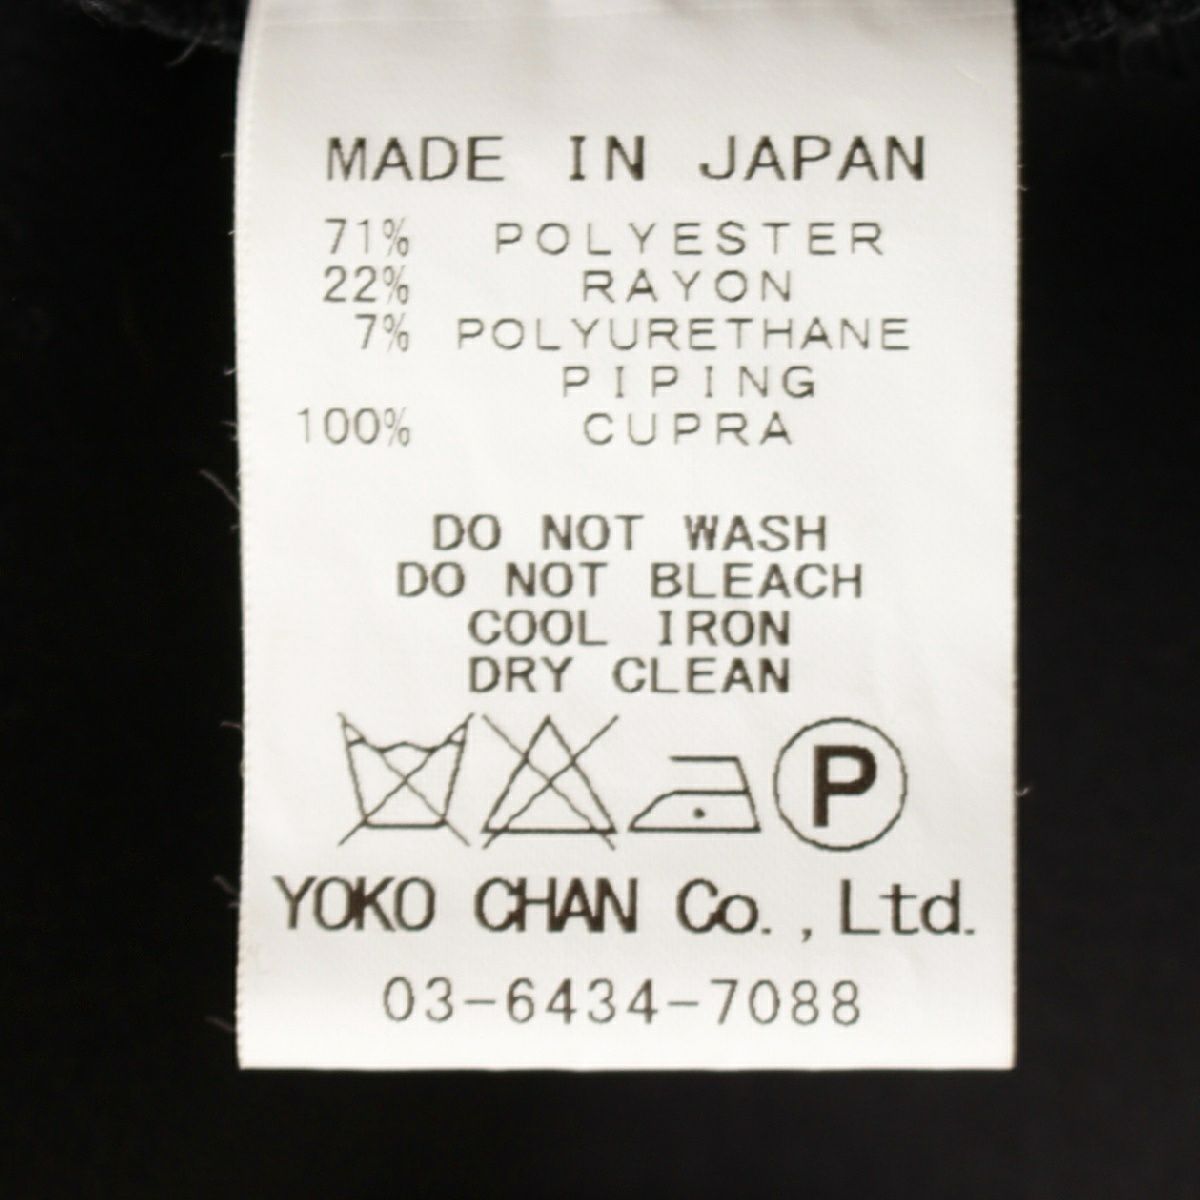 MADE IN JAPAN
71% POLYESTER
22% RAYON
7% POLYURETHANE
PIPING
100% CUPRA
DO NOT WASH
DO NOT BLEACH
COOL IRON
DRY CLEAN
P
YOKO CHAN Co., Ltd.
03-6434-7088